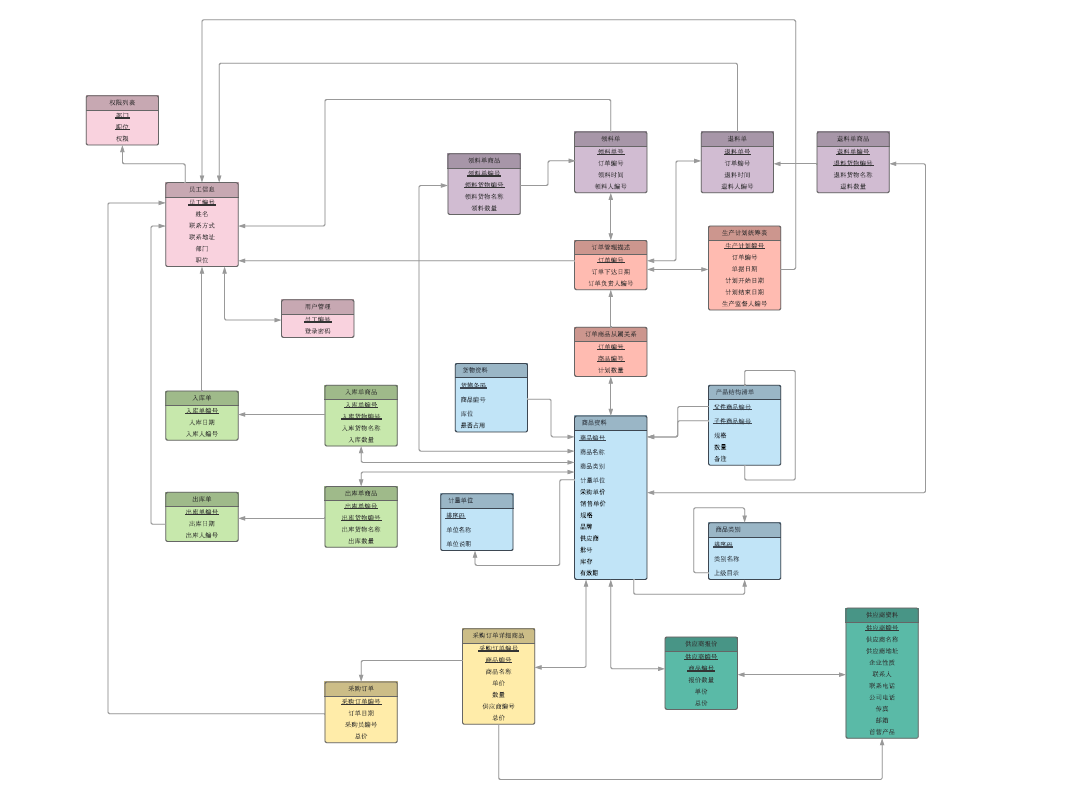 权限列表
部门
职位
权限
员工信息
员工编号
姓名
联系方式
联系地址
部门
职位
用户管理
员工编号
登录密码
领料单商品
领料单编号
领料货物编号
领料货物名称
领料数量
领料单
领料单号
订单编号
领料时间
领料人编号
退料单
退料单号
订单编号
退料时间
退料人编号
退料单商品
退料单编号
退料货物编号
退料货物名称
退料数量
订单管理描述
订单编号
订单下达日期
订单负责人编号
生产计划统筹表
生产计划编号
订单编号
单据日期
计划开始日期
计划结束日期
生产监督人编号
订单商品从属关系
订单编号
商品编号
计划数量
入库单
入库单编号
入库日期
入库人编号
入库单商品
入库单编号
入库货物编号
入库货物名称
入库数量
出库单
出库单编号
出库日期
出库人编号
出库单商品
出库单编号
出库货物编号
出库货物名称
出库数量
货物资料
货物条码
商品编号
库位
是否占用
计量单位
排序码
单位名称
单位说明
商品资料
商品编号
商品名称
商品类别
计量单位
采购单价
销售单价
规格
品牌
供应商
批号
库存
有效期
产品结构清单
父件商品编号
子件商品编号
规格
数量
备注
商品类别
排序码
类别名称
上级目录
采购订单
采购订单编号
订单日期
采购员编号
总价
采购订单详细商品
采购订单编号
商品编号
商品名称
单价
数量
供应商编号
总价
供应商报价
供应商编号
商品编号
报价数量
单价
总价
供应商资料
供应商编号
供应商名称
供应商地址
企业性质
联系人
联系电话
公司电话
传真
邮箱
首营产品